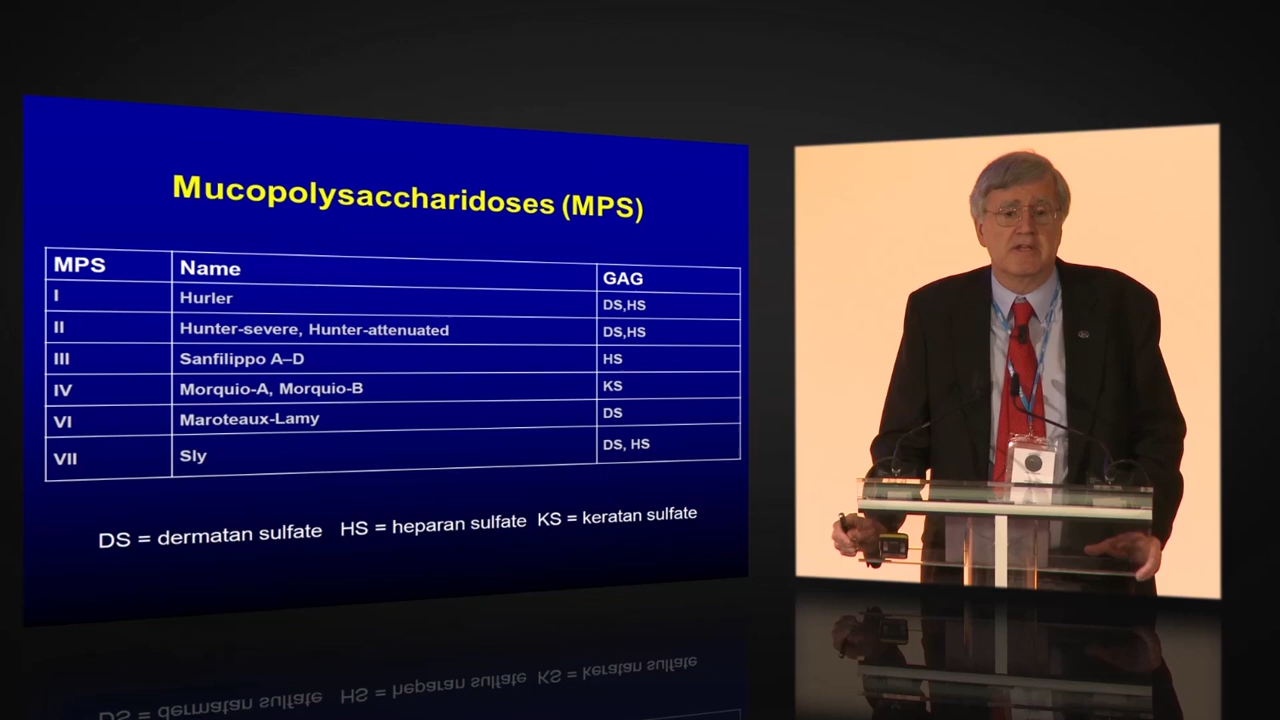 Mucopolysaccharidoses (MPS)
MPS Name GAG
I Hurler DS,HS
II Hunter-severe, Hunter-attenuated DS,HS
III Sanfilippo A–D HS
IV Morquio-A, Morquio-B KS
VI Maroteaux-Lamy DS
VII Sly DS, HS
DS = dermatan sulfate HS = heparan sulfate KS = keratan sulfate